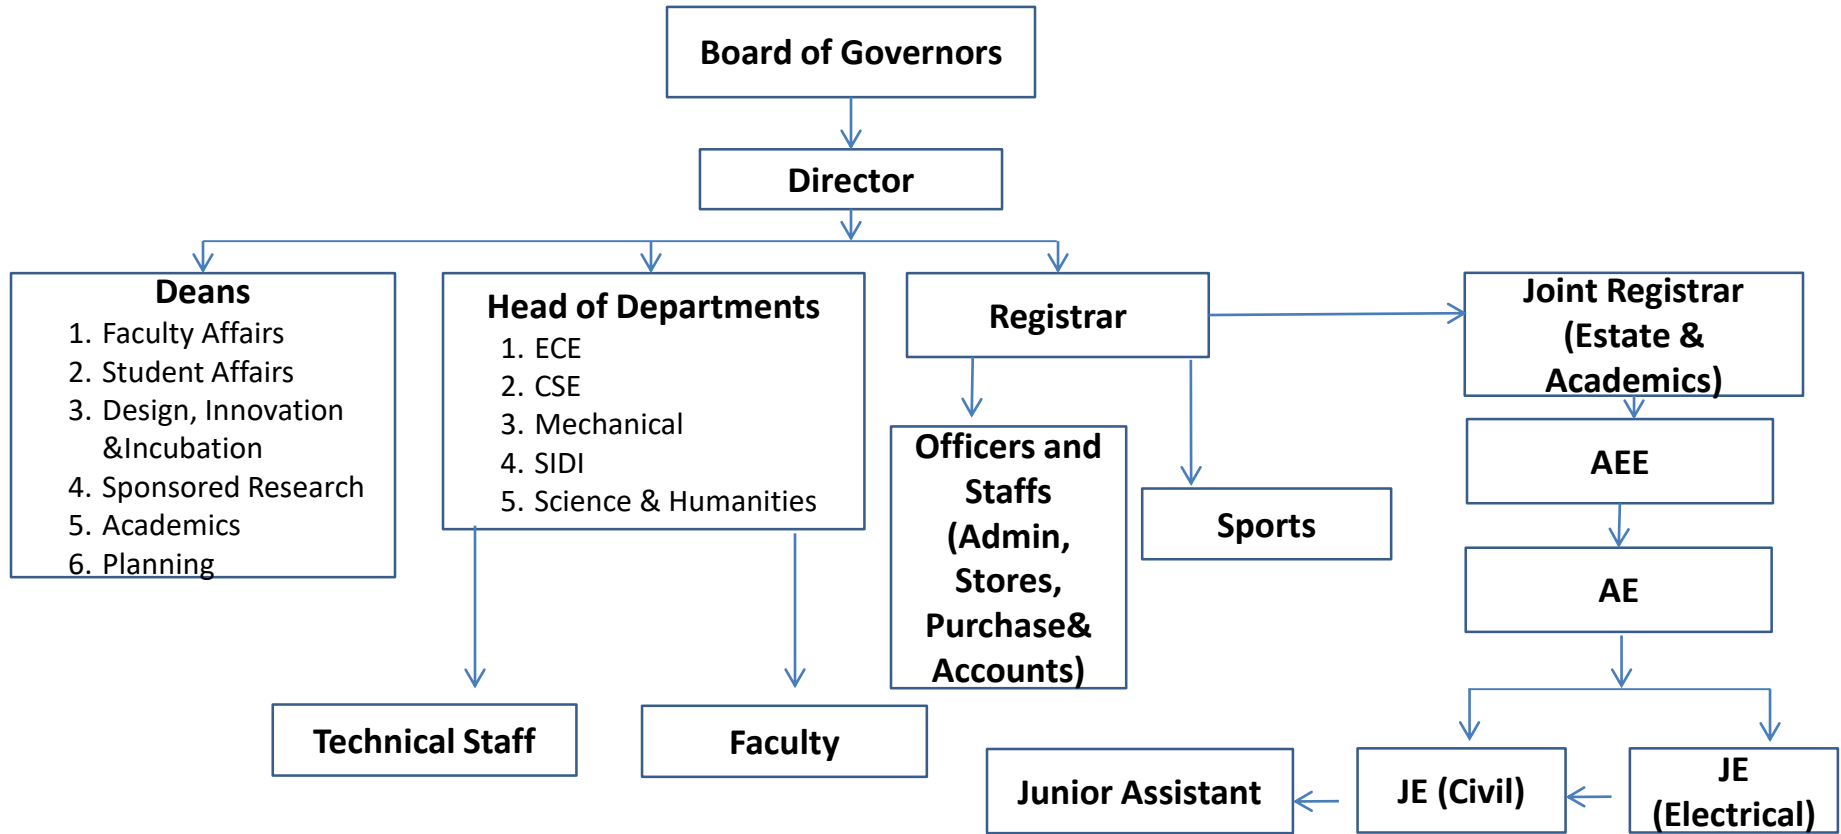 Board of Governors
Director
Deans
1. Faculty Affairs
2. Student Affairs
3. Design, Innovation
&Incubation
4. Sponsored Research
5. Academics
6. Planning
Head of Departments
1. ECE
2. CSE
3. Mechanical
4. SIDI
5. Science & Humanities
Registrar
Joint Registrar
(Estate &
Academics)
Officers and
Staffs
(Admin,
Stores,
Purchase&
Accounts)
Sports
AEE
AE
Technical Staff
Faculty
Junior Assistant
JE (Civil)
JE
(Electrical)